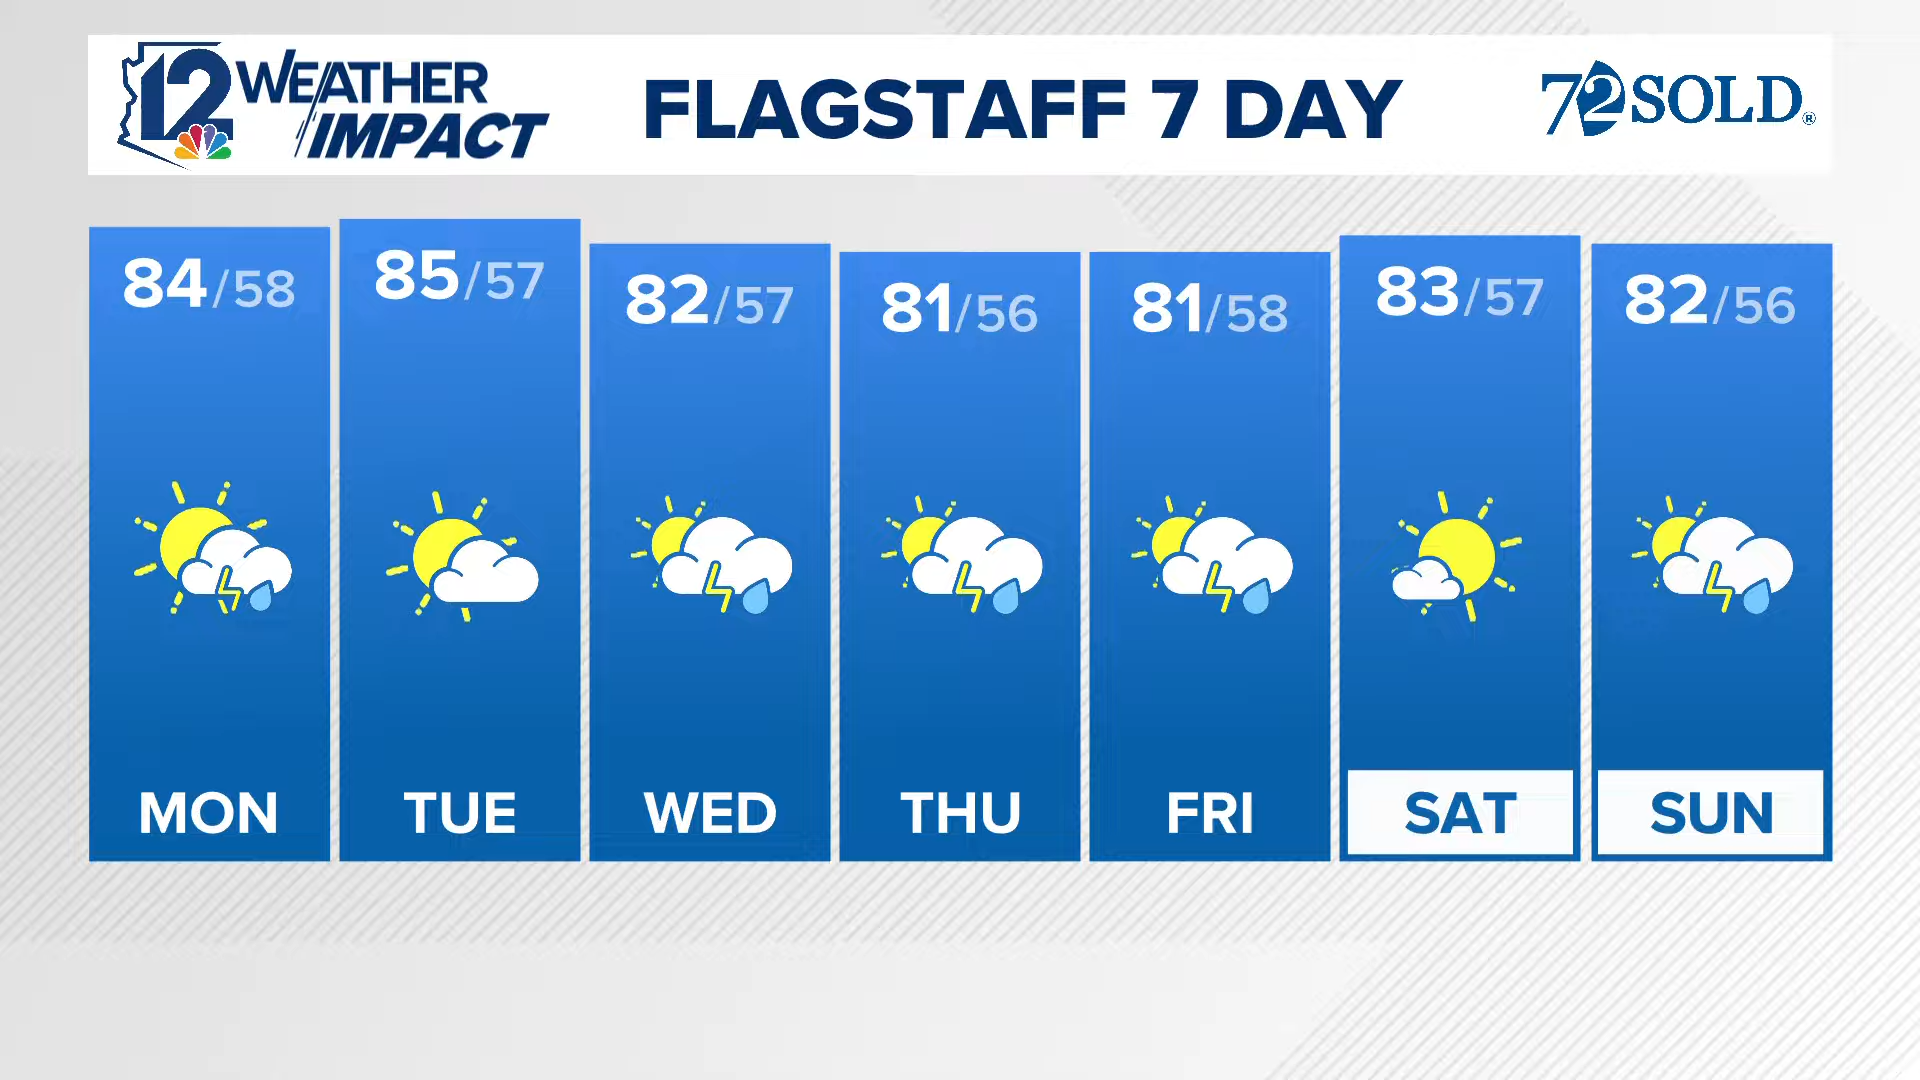 12 WEATHER IMPACT
FLAGSTAFF 7 DAY
72SOLD®
84/58
85/57
82/57
81/56
81/58
83/57
82/56
MON
TUE
WED
THU
FRI
SAT
SUN